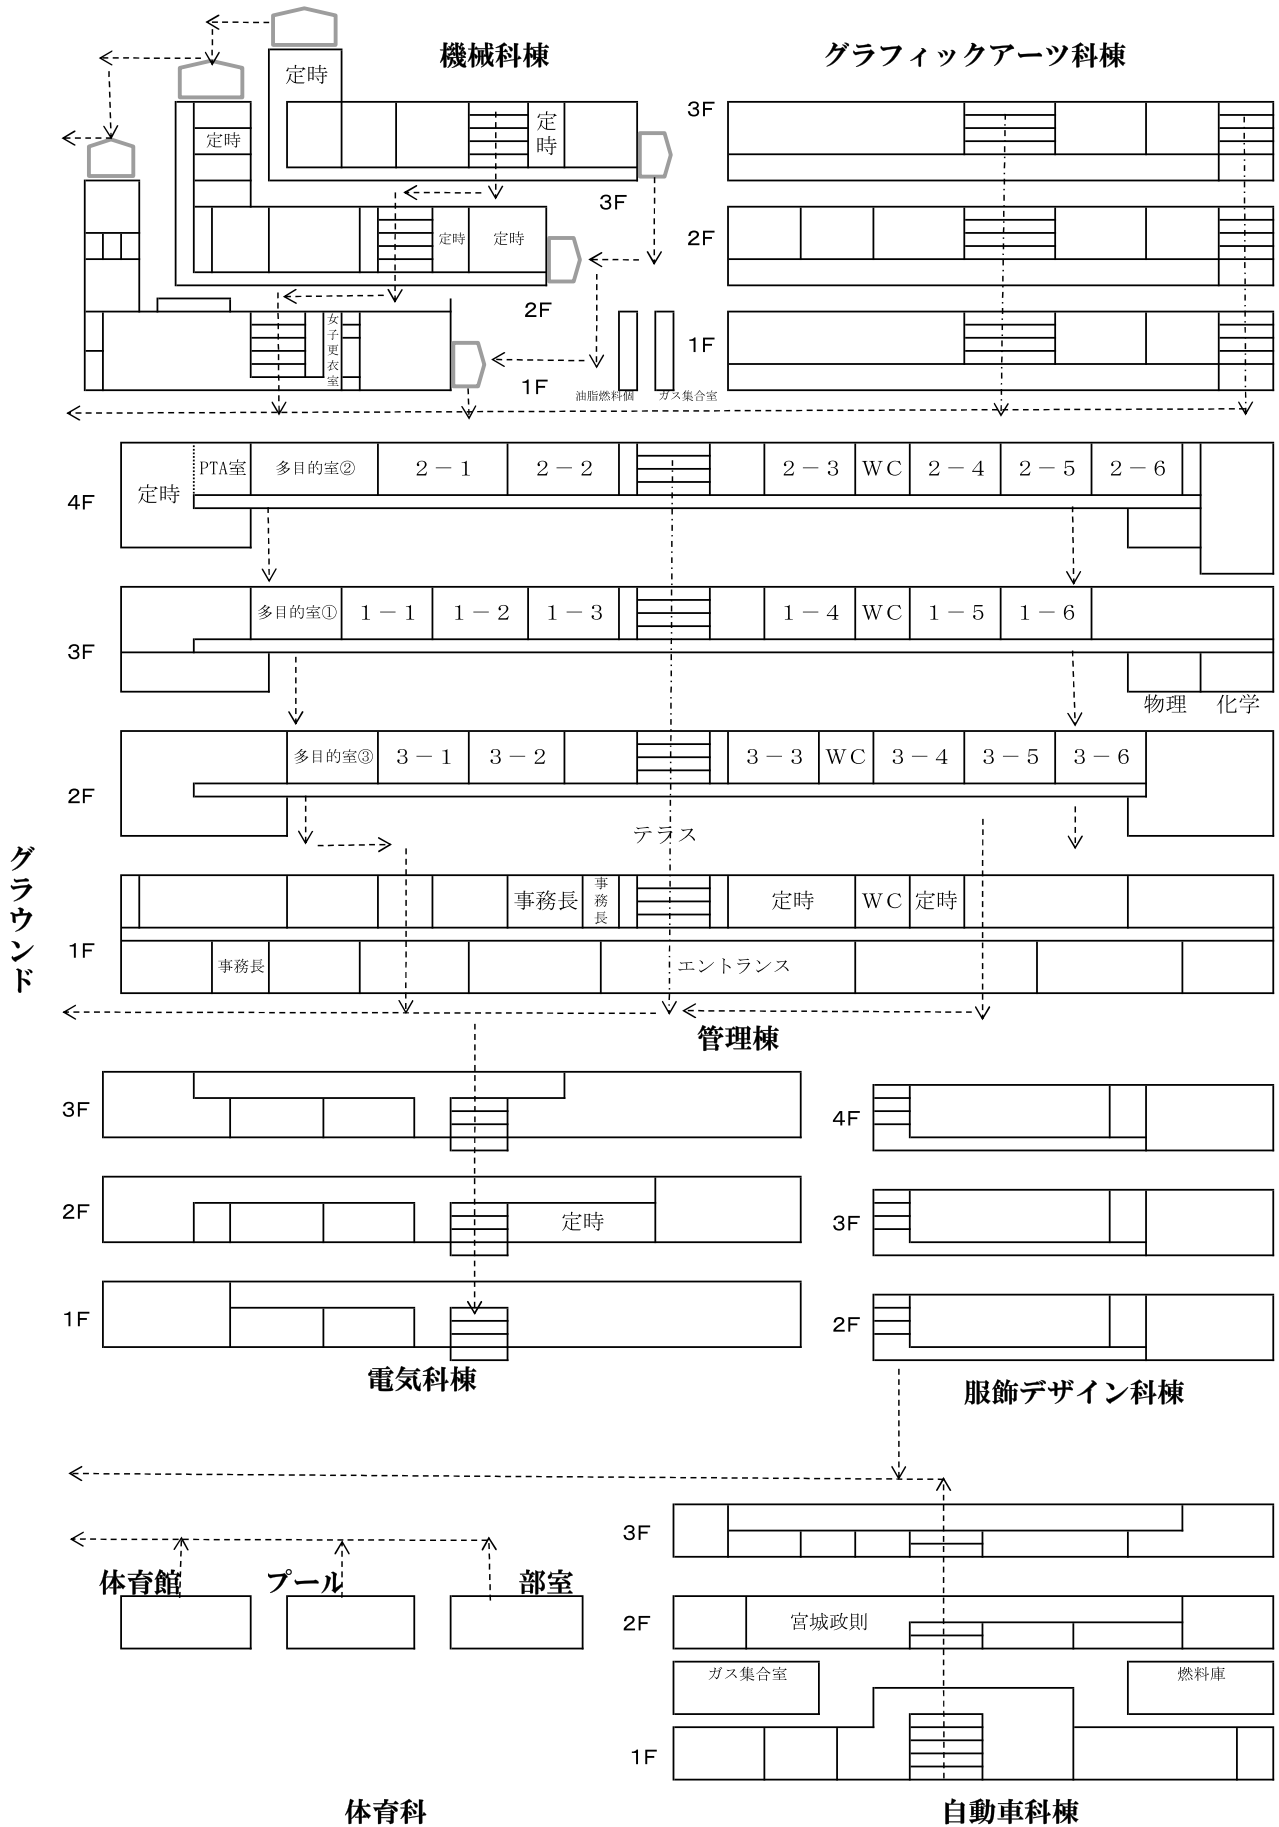 機械科棟
グラフィックアーツ科棟
定時
定時
定時
3F
3F
定時
定時
2F
2F
女子更衣室
1F
1F
油脂燃料個
ガス集合室
4F
定時
PTA室
多目的室②
2－1
2－2
2－3
WC
2－4
2－5
2－6
3F
多目的室①
1－1
1－2
1－3
1－4
WC
1－5
1－6
物理
化学
2F
多目的室③
3－1
3－2
3－3
WC
3－4
3－5
3－6
テラス
グラウンド
1F
事務長
事務長
定時
WC
定時
事務長
エントランス
管理棟
3F
4F
2F
定時
3F
1F
2F
電気科棟
服飾デザイン科棟
3F
体育館
プール
部室
2F
宮城政則
ガス集合室
燃料庫
1F
体育科
自動車科棟